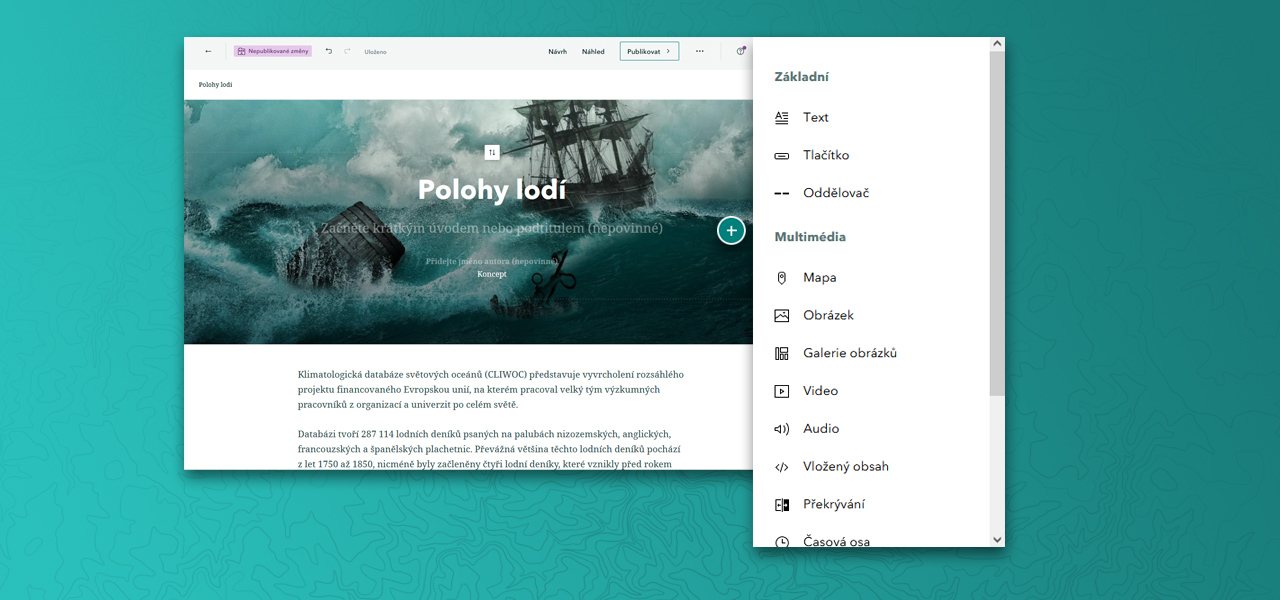 Nepublikované změny
Uloženo
Návrh
Náhled
Publikovat
Polohy lodí
Polohy lodí
Začněte krátkým úvodem nebo podtitulem (nepovinné)
Přidejte jméno autora (nepovinné)
Koncept
Klimatologická databáze světových oceánů (CLIWOC) představuje vyvrcholení rozsáhlého
projektu financovaného Evropskou unií, na kterém pracoval velký tým výzkumných
pracovníků z organizací a univerzit po celém světě.
Databázi tvoří 287 114 lodních deníků psaných na palubách nizozemských, anglických,
francouzských a španělských plachetnic. Převážná většina těchto lodních deníků pochází
z let 1750 až 1850, nicméně byly začleněny čtyři lodní deníky, které vznikly před rokem
Základní
Text
Tlačítko
Oddělovač
Multimédia
Mapa
Obrázek
Galerie obrázků
Video
Audio
Vložený obsah
Překrývání
Časová osa